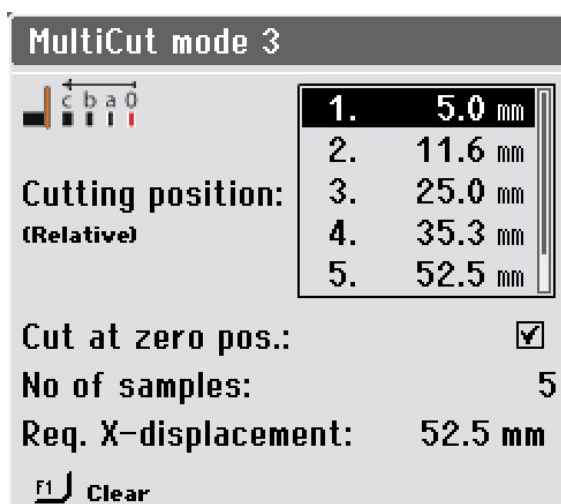 MultiCut mode 3
c b a 0
1. 5.0 mm
2. 11.6 mm
Cutting position: 3. 25.0 mm
(Relative) 4. 35.3 mm
5. 52.5 mm
Cut at zero pos.:
No of samples: 5
Req. X-displacement: 52.5 mm
F1 Clear